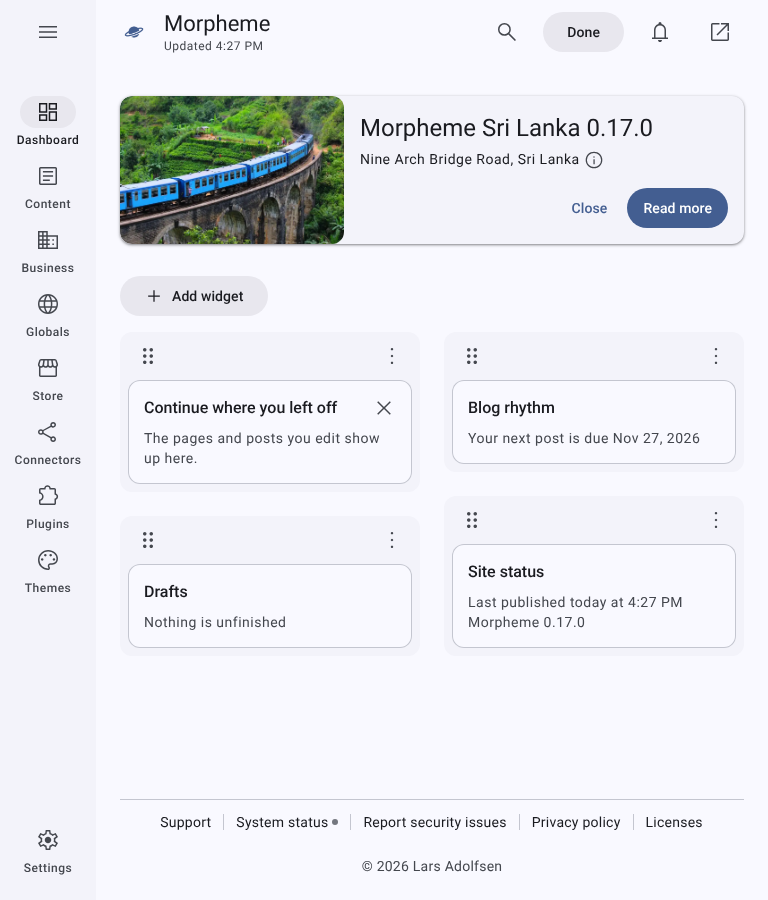 Morpheme
Updated 4:27 PM
Done
Dashboard
Content
Business
Globals
Store
Connectors
Plugins
Themes
Settings
Morpheme Sri Lanka 0.17.0
Nine Arch Bridge Road, Sri Lanka
Close
Read more
Add widget
Continue where you left off
The pages and posts you edit show
up here.
Blog rhythm
Your next post is due Nov 27, 2026
Drafts
Nothing is unfinished
Site status
Last published today at 4:27 PM
Morpheme 0.17.0
Support
System status
Report security issues
Privacy policy
Licenses
© 2026 Lars Adolfsen